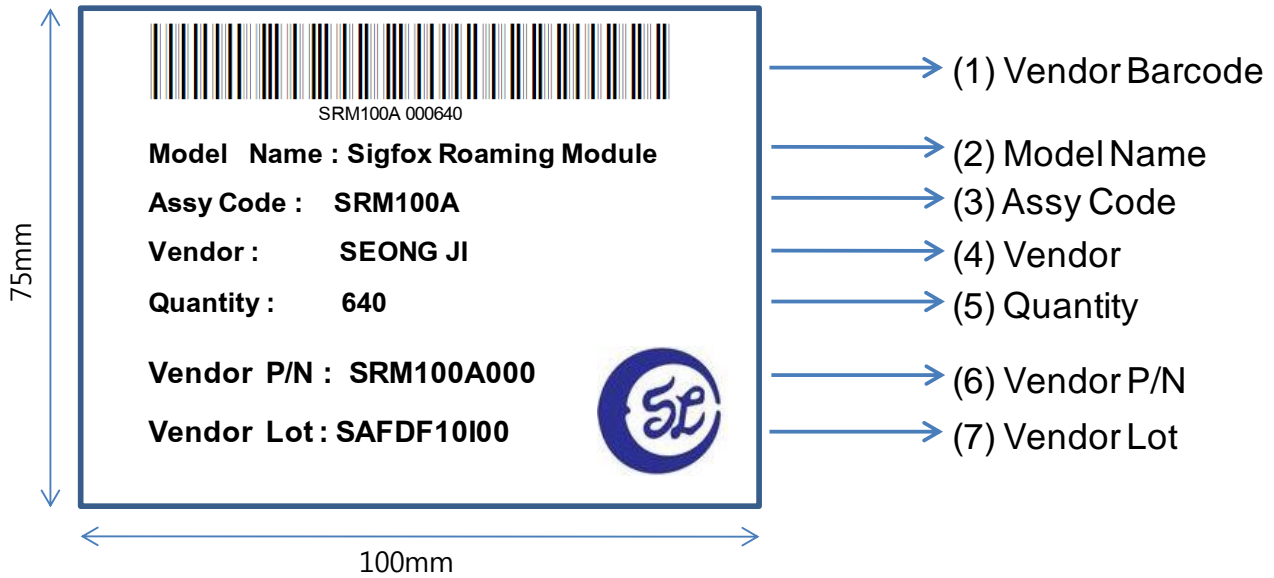 SRM100A 000640
(1) Vendor Barcode
Model Name : Sigfox Roaming Module
(2) Model Name
Assy Code : SRM100A
(3) Assy Code
Vendor : SEONG JI
(4) Vendor
Quantity : 640
(5) Quantity
Vendor P/N : SRM100A000
(6) Vendor P/N
Vendor Lot : SAFDF10I00
(7) Vendor Lot
75mm
100mm